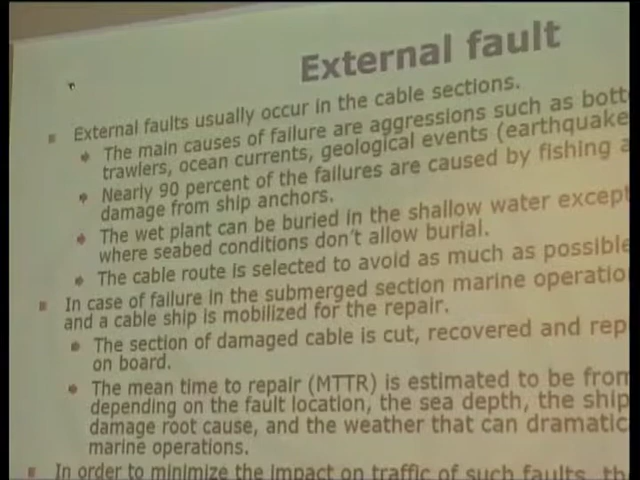 External fault
External faults usually occur in the cable sections.
The main causes of failure are aggressions such as bott
trawlers, ocean currents, geological events (earthquake
Nearly 90 percent of the failures are caused by fishing a
damage from ship anchors.
The wet plant can be buried in the shallow water except
where seabed conditions don't allow burial.
The cable route is selected to avoid as much as possible
In case of failure in the submerged section marine operatio
and a cable ship is mobilized for the repair.
The section of damaged cable is cut, recovered and rep
on board.
The mean time to repair (MTTR) is estimated to be from
depending on the fault location, the sea depth, the ship
damage root cause, and the weather that can dramatic
marine operations.
In order to minimize the impact on traffic of such faults, th